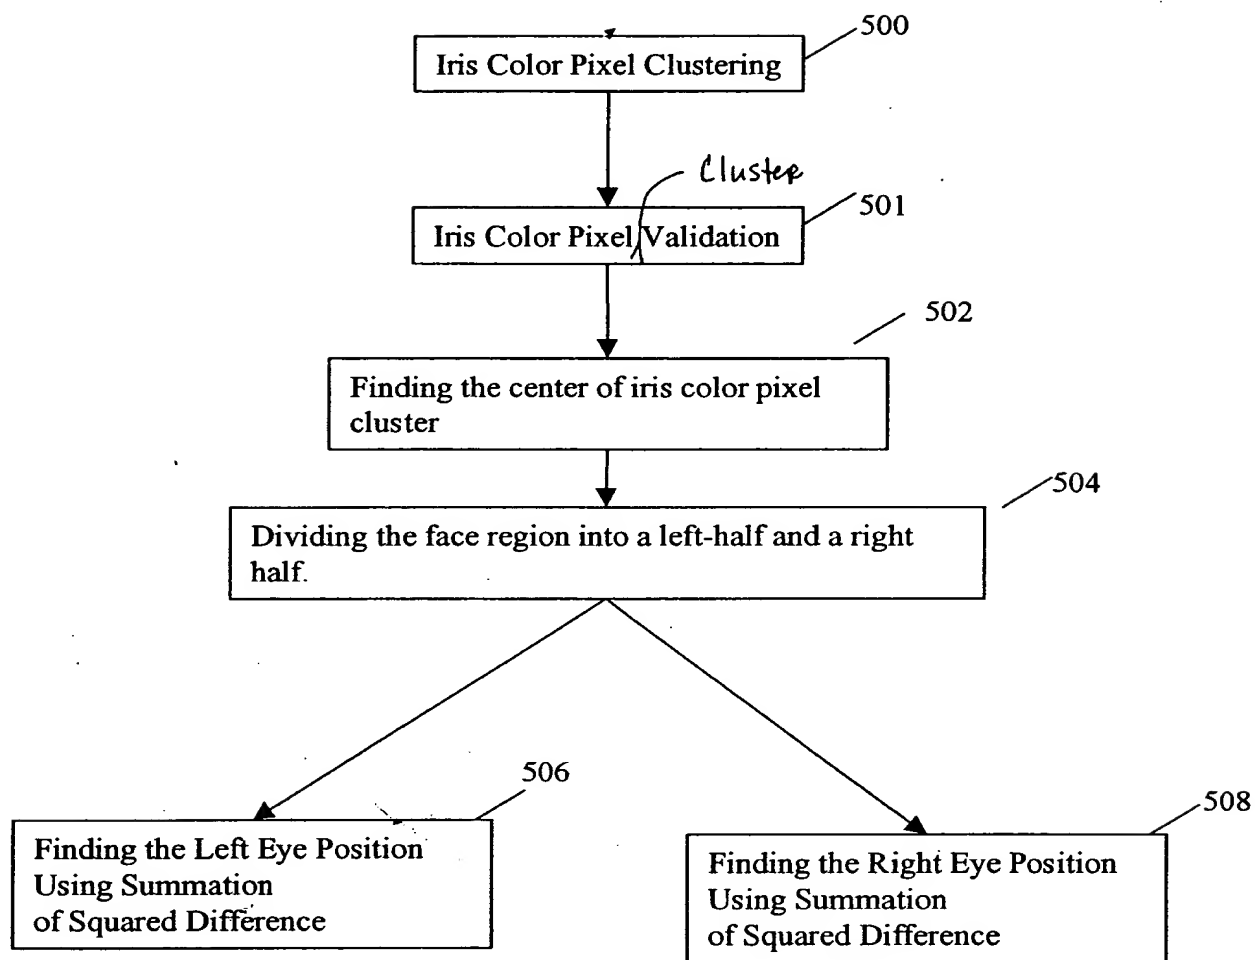 500
Iris Color Pixel Clustering
Cluster
501
Iris Color Pixel Validation
502
Finding the center of iris color pixel
cluster
504
Dividing the face region into a left-half and a right
half.
506
Finding the Left Eye Position
Using Summation
of Squared Difference
508
Finding the Right Eye Position
Using Summation
of Squared Difference